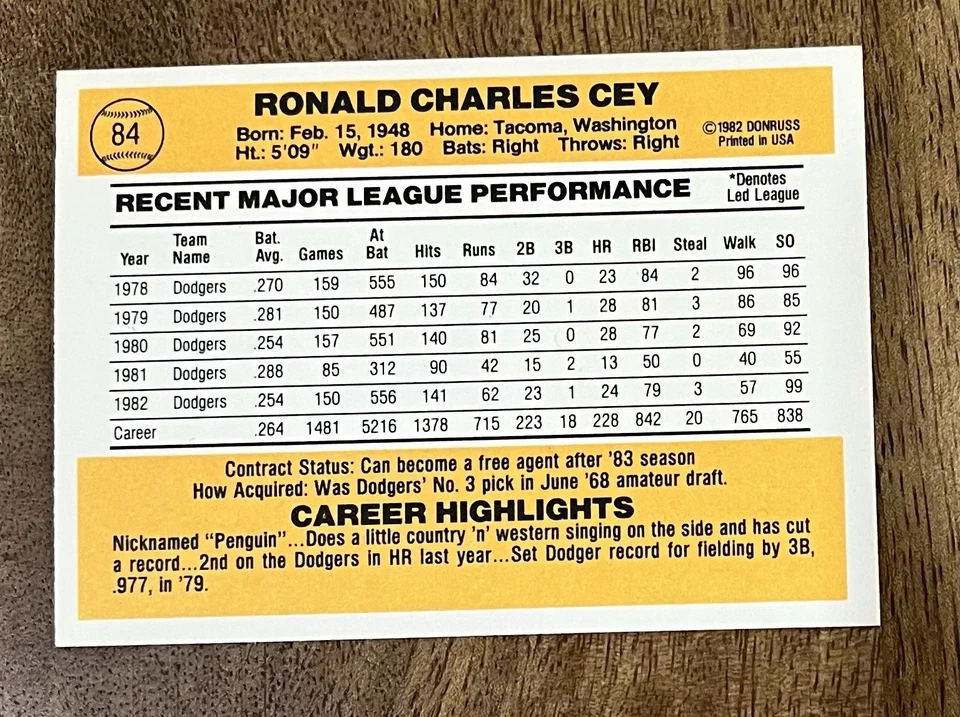 84
RONALD CHARLES CEY
Born: Feb. 15, 1948 Home: Tacoma, Washington
Ht.: 5'09" Wgt.: 180 Bats: Right Throws: Right
©1982 DONRUSS
Printed in USA
RECENT MAJOR LEAGUE PERFORMANCE
*Denotes
Led League
Year Team Name Bat. Avg. Games At Bat Hits Runs 2B 3B HR RBI Steal Walk SO
1978 Dodgers .270 159 555 150 84 32 0 23 84 2 96 96
1979 Dodgers .281 150 487 137 77 20 1 28 81 3 86 85
1980 Dodgers .254 157 551 140 81 25 0 28 77 2 69 92
1981 Dodgers .288 85 312 90 42 15 2 13 50 0 40 55
1982 Dodgers .254 150 556 141 62 23 1 24 79 3 57 99
Career .264 1481 5216 1378 715 223 18 228 842 20 765 838
Contract Status: Can become a free agent after '83 season
How Acquired: Was Dodgers' No. 3 pick in June '68 amateur draft.
CAREER HIGHLIGHTS
Nicknamed "Penguin"...Does a little country 'n' western singing on the side and has cut
a record...2nd on the Dodgers in HR last year...Set Dodger record for fielding by 3B,
.977, in '79.